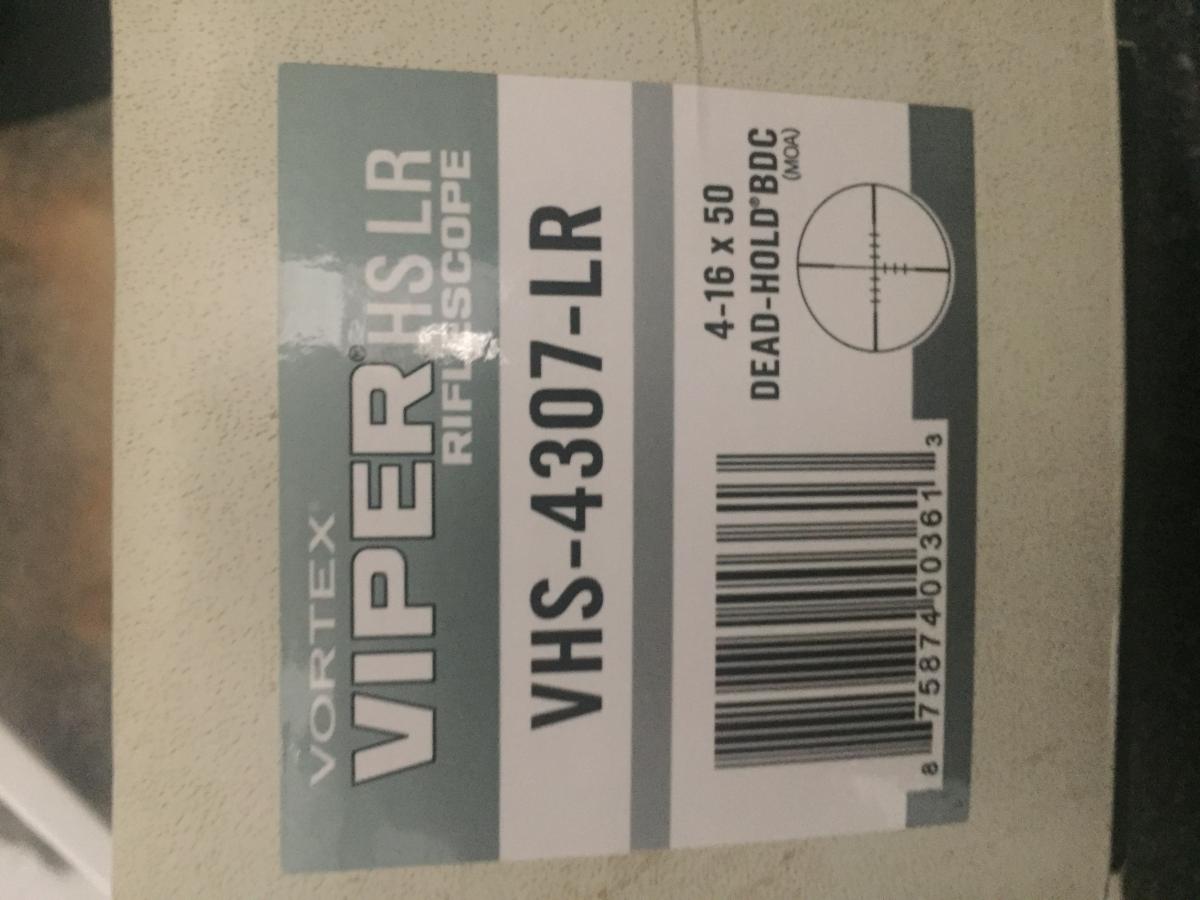 VORTEX®
VIPER® HS LR
RIFLESCOPE
VHS-4307-LR
4-16 x 50
DEAD-HOLD® BDC
(MOA)
8 75874 00361 3